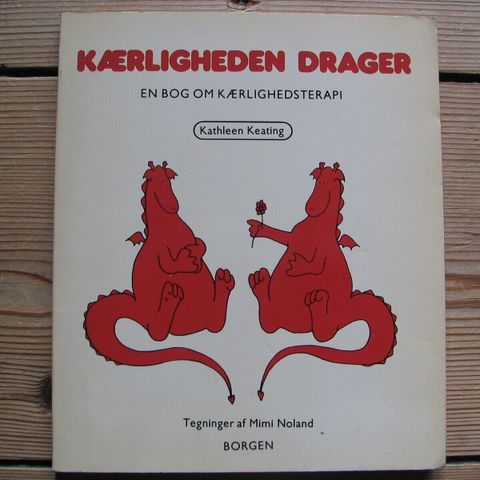 KÆRLIGHEDEN DRAGER
EN BOG OM KÆRLIGHEDSTERAPI
Kathleen Keating
Tegninger af Mimi Noland
BORGEN